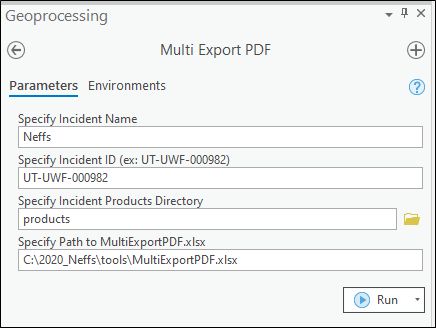 Geoprocessing
Multi Export PDF
Parameters Environments
Specify Incident Name
Neffs
Specify Incident ID (ex: UT-UWF-000982)
UT-UWF-000982
Specify Incident Products Directory
products
Specify Path to MultiExportPDF.xlsx
C:\2020_Neffs\tools\MultiExportPDF.xlsx
Run